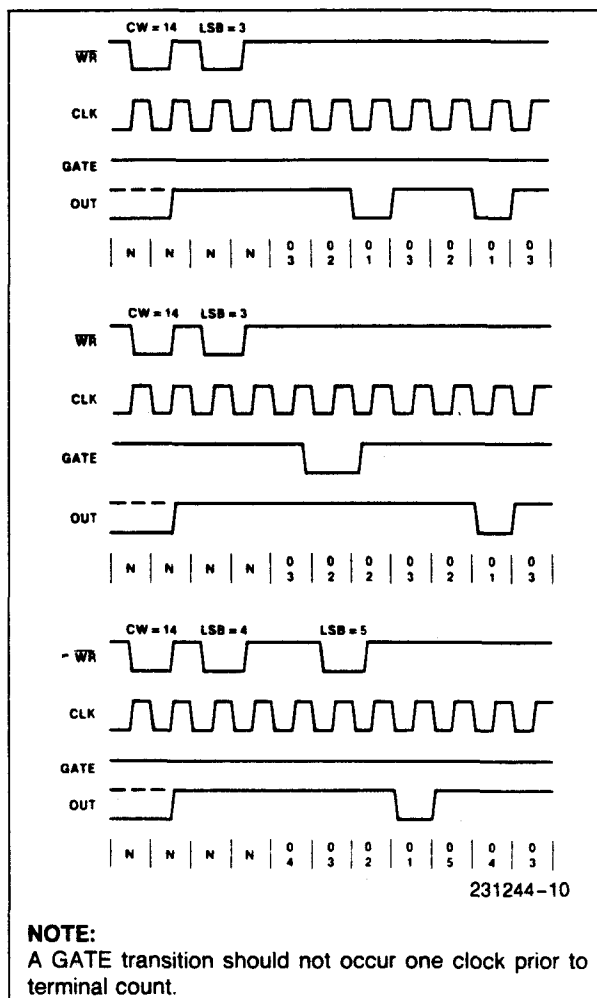 CW = 14 LSB = 3
WR
CLK
GATE
OUT
N N N N 0 0 0 0 0 0 0
3 2 1 3 2 1 3
CW = 14 LSB = 3
WR
CLK
GATE
OUT
N N N N 0 0 0 0 0 0 0
3 2 2 3 2 1 3
CW = 14 LSB = 4 LSB = 5
WR
CLK
GATE
OUT
N N N N 0 0 0 0 0 0 0
4 3 2 1 5 4 3
231244-10
NOTE:
A GATE transition should not occur one clock prior to
terminal count.